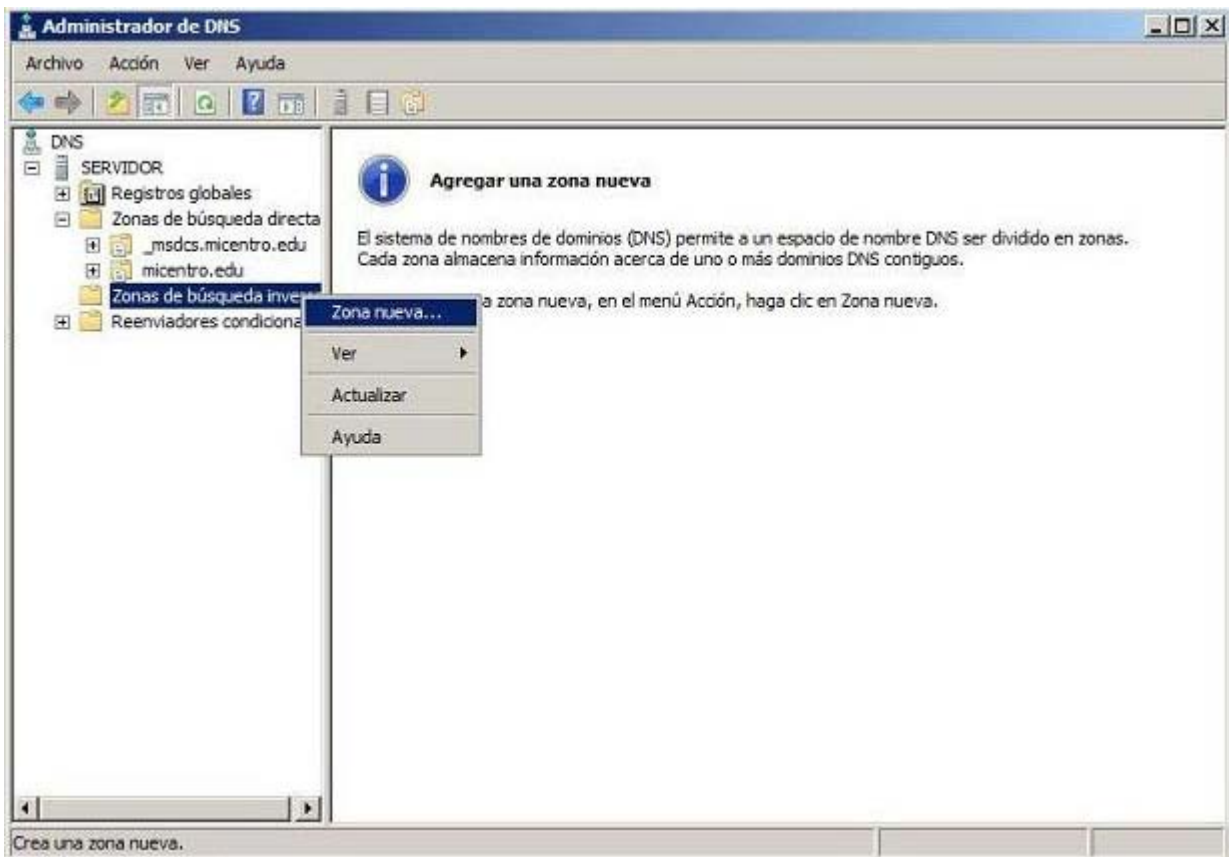 Administrador de DNS
Archivo Acción Ver Ayuda
DNS
SERVIDOR
Registros globales
Zonas de búsqueda directa
_msdcs.micentro.edu
micentro.edu
Zonas de búsqueda
Reenviadores
Zona nueva...
Ver
Actualizar
Ayuda
Agregar una zona nueva
El sistema de nombres de dominios (DNS) permite a un espacio de nombre DNS ser dividido en zonas.
Cada zona almacena información acerca de uno o más dominios DNS contiguos.
a zona nueva, en el menú Acción, haga clic en Zona nueva.
Crea una zona nueva.